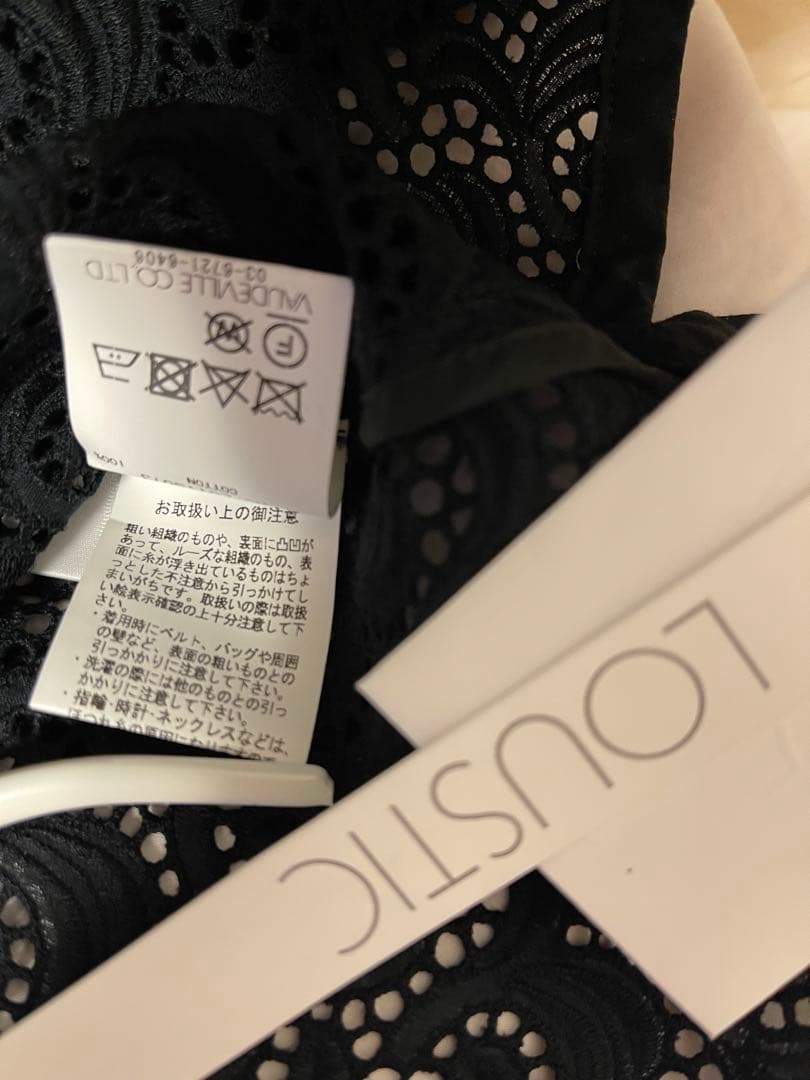 VAUDEVILLE CO., LTD
03-6721-6406
F
W
COTTON 100%
お取扱い上の御注意
粗い組織のものや、裏面に凸凹が
あって、ルーズな組織のもの、表
面に糸が浮き出ているものはちょ
っとした不注意から引っかけてし
まいがちです。取扱いの際は取扱
い絵表示確認の上十分注意して下
さい。
・着用時にベルト、バッグや周囲
の壁など、表面の粗いものとの
引っかかりに注意して下さい。
・洗濯の際には他のものとの引っ
かかりに注意して下さい。
・指輪・時計・ネックレスなどは、
LOUSTIC